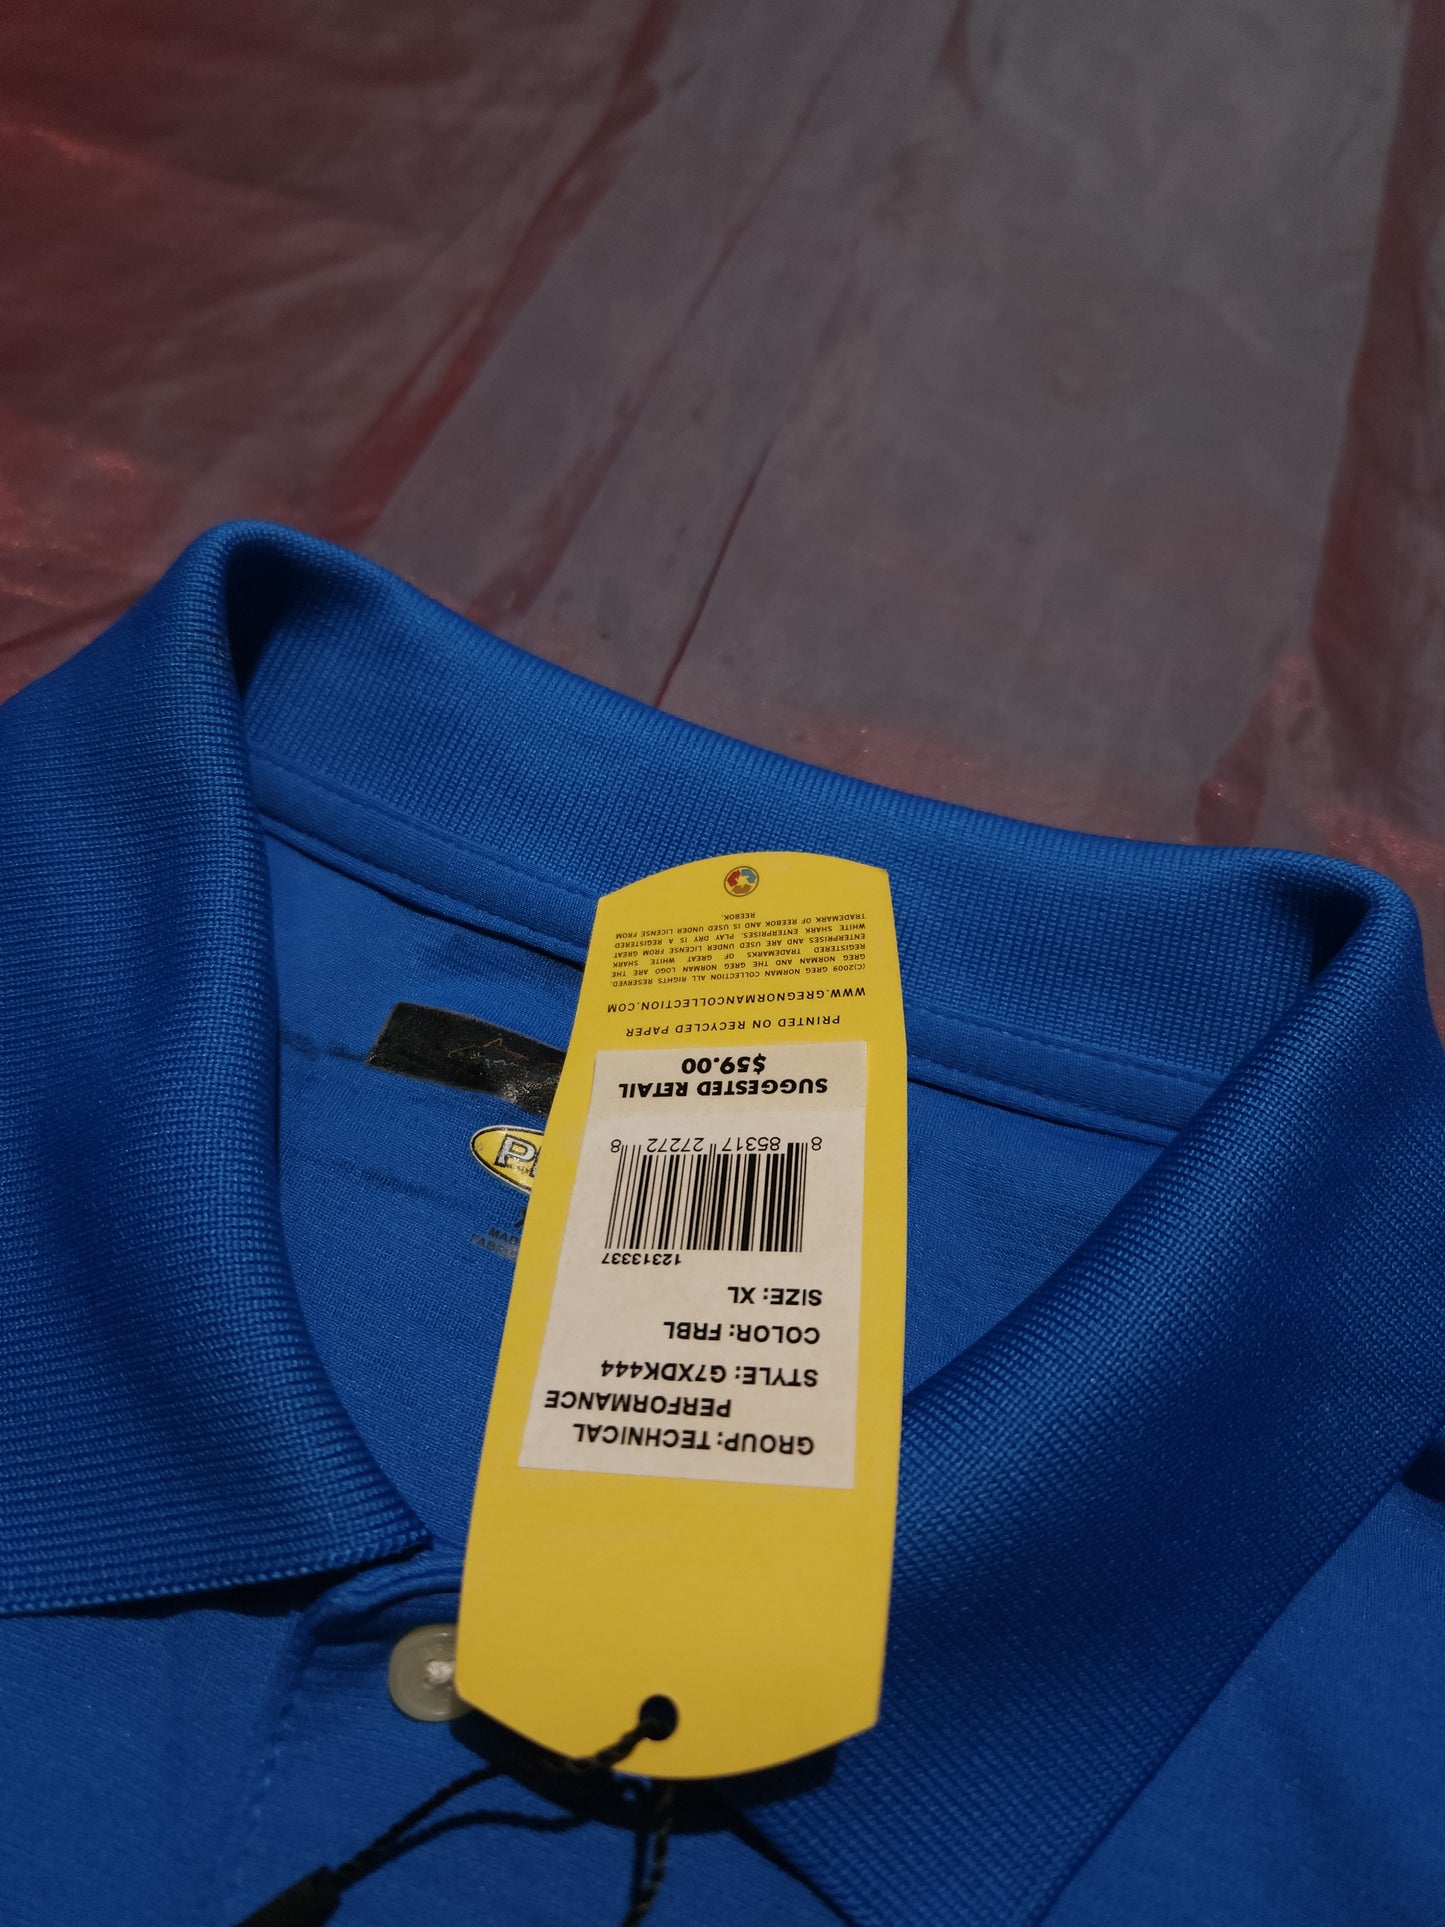 GROUP: TECHNICAL
PERFORMANCE
STYLE: G7XDK444
COLOR: FRBL
SIZE: XL
12313337
8 85317 27272 8
SUGGESTED RETAIL
$59.00
PRINTED ON RECYCLED PAPER
WWW.GREGNORMANCOLLECTION.COM
(C)2009 GREG NORMAN COLLECTION ALL RIGHTS RESERVED.
GREG NORMAN AND THE GREG NORMAN LOGO ARE THE
REGISTERED TRADEMARKS OF GREAT WHITE SHARK
ENTERPRISES AND ARE USED UNDER LICENSE FROM GREAT
WHITE SHARK ENTERPRISES. PLAY DRY IS A REGISTERED
TRADEMARK OF REEBOK AND IS USED UNDER LICENSE FROM
REEBOK.